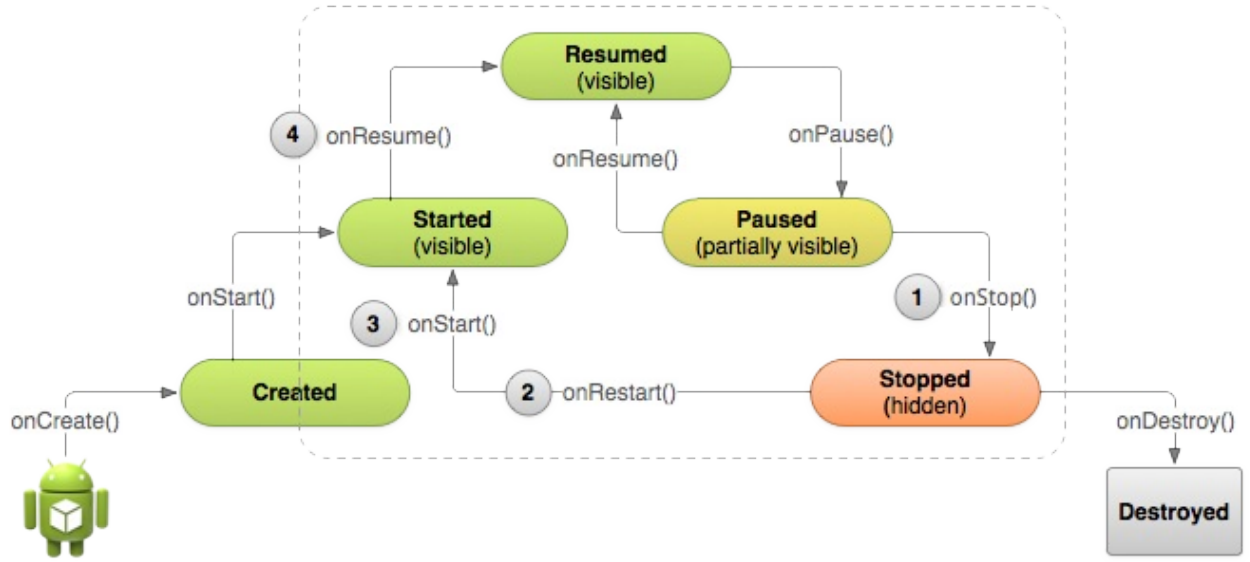 Resumed
(visible)
4
onResume()
onPause()
onResume()
Started
(visible)
Paused
(partially visible)
onStart()
1
onStop()
3
onStart()
Created
2
onRestart()
Stopped
(hidden)
onCreate()
onDestroy()
Destroyed